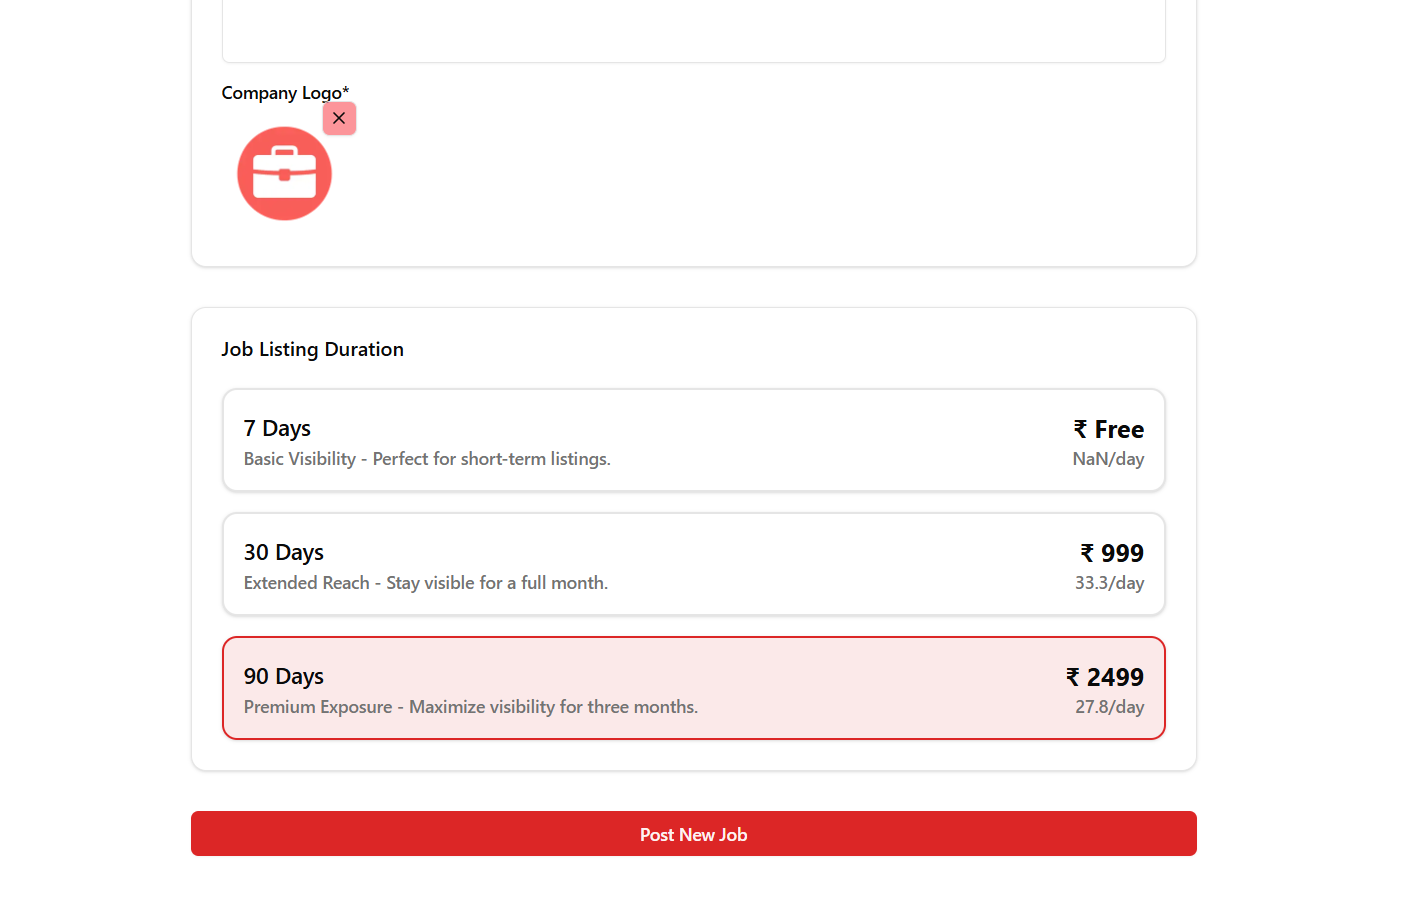 Company Logo*
Job Listing Duration
7 Days
₹ Free
Basic Visibility - Perfect for short-term listings.
NaN/day
30 Days
₹ 999
Extended Reach - Stay visible for a full month.
33.3/day
90 Days
₹ 2499
Premium Exposure - Maximize visibility for three months.
27.8/day
Post New Job